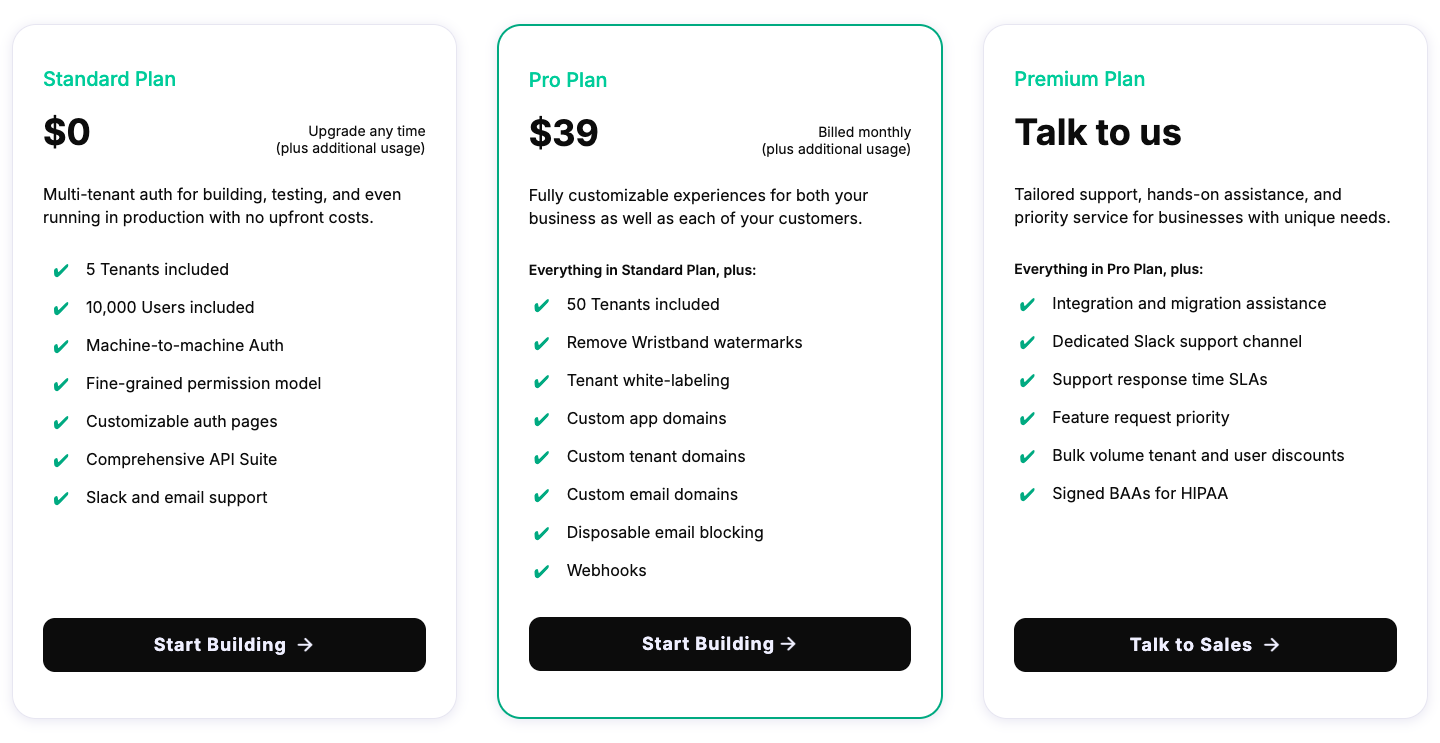 Standard Plan
$0
Upgrade any time
(plus additional usage)
Multi-tenant auth for building, testing, and even
running in production with no upfront costs.
5 Tenants included
10,000 Users included
Machine-to-machine Auth
Fine-grained permission model
Customizable auth pages
Comprehensive API Suite
Slack and email support
Start Building →
Pro Plan
$39
Billed monthly
(plus additional usage)
Fully customizable experiences for both your
business as well as each of your customers.
Everything in Standard Plan, plus:
50 Tenants included
Remove Wristband watermarks
Tenant white-labeling
Custom app domains
Custom tenant domains
Custom email domains
Disposable email blocking
Webhooks
Start Building →
Premium Plan
Talk to us
Tailored support, hands-on assistance, and
priority service for businesses with unique needs.
Everything in Pro Plan, plus:
Integration and migration assistance
Dedicated Slack support channel
Support response time SLAs
Feature request priority
Bulk volume tenant and user discounts
Signed BAAs for HIPAA
Talk to Sales →